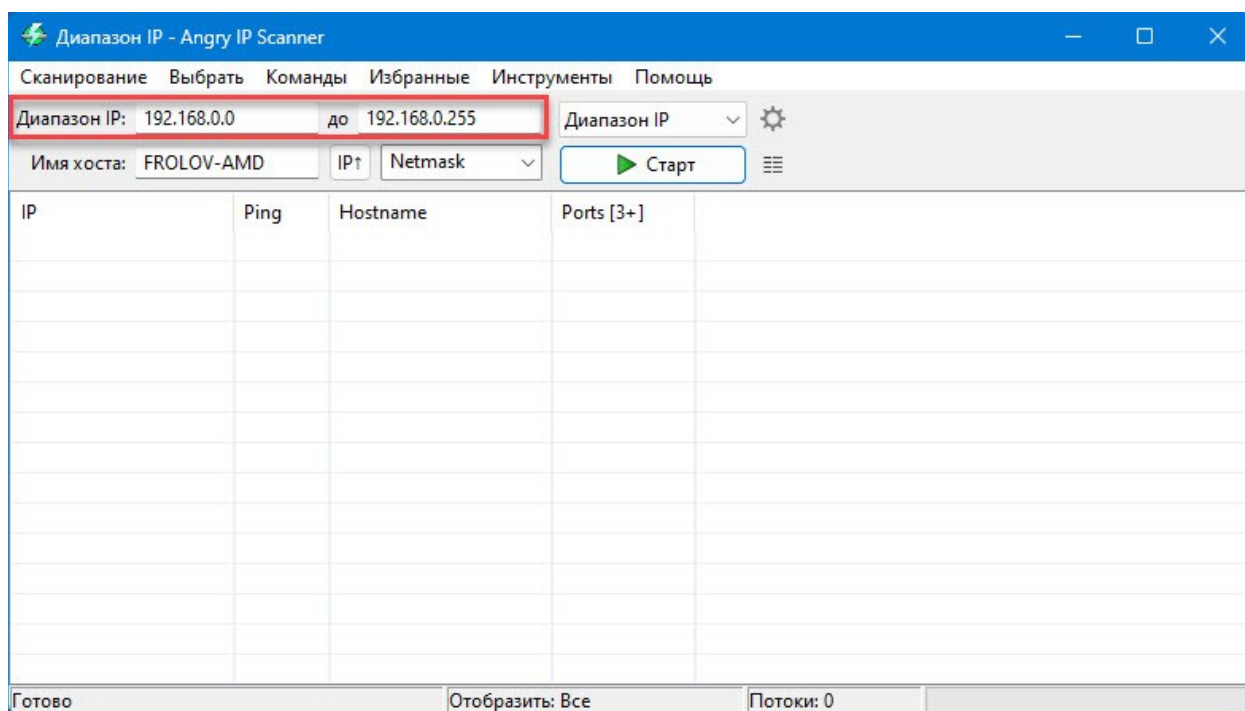 Диапазон IP - Angry IP Scanner
Сканирование Выбрать Команды Избранные Инструменты Помощь
Диапазон IP: 192.168.0.0 до 192.168.0.255 Диапазон IP
Имя хоста: FROLOV-AMD IP↑ Netmask Старт
IP Ping Hostname Ports [3+]
Готово Отобразить: Все Потоки: 0